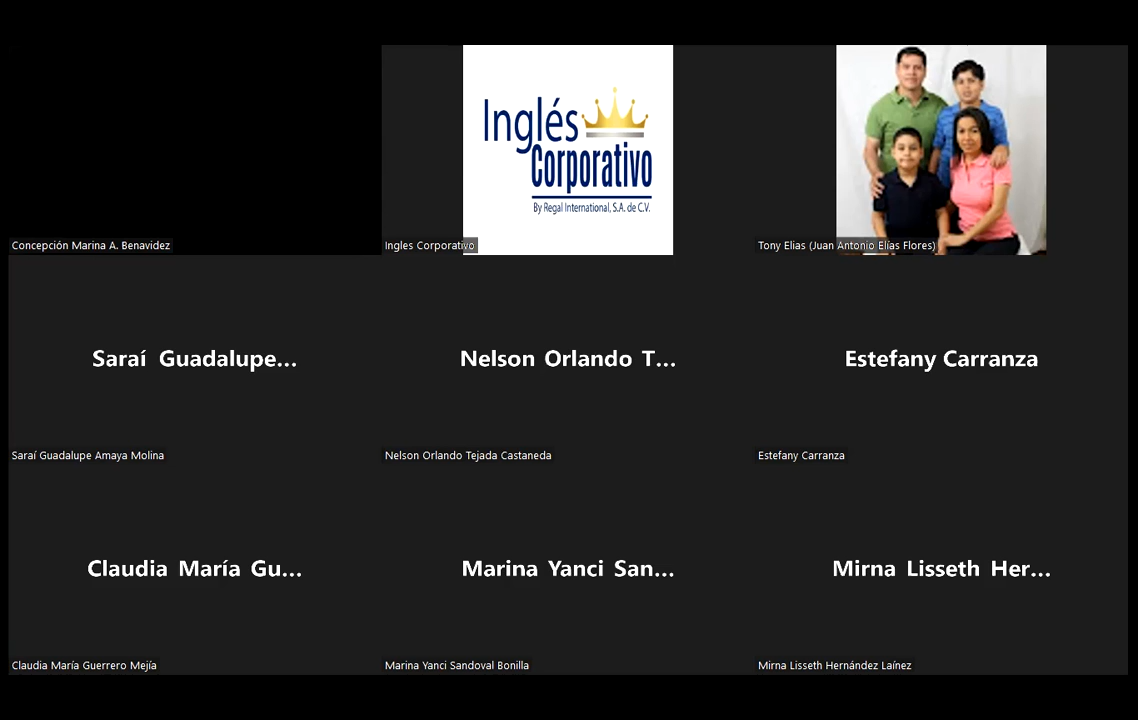 Inglés
Corporativo
By Regal International, S.A. de C.V.
Concepción Marina A. Benavidez
Ingles Corporativo
Tony Elias (Juan Antonio Elías Flores)
Saraí Guadalupe...
Nelson Orlando T...
Estefany Carranza
Saraí Guadalupe Amaya Molina
Nelson Orlando Tejada Castaneda
Estefany Carranza
Claudia María Gu...
Marina Yanci San...
Mirna Lisseth Her...
Claudia María Guerrero Mejía
Marina Yanci Sandoval Bonilla
Mirna Lisseth Hernández Laínez